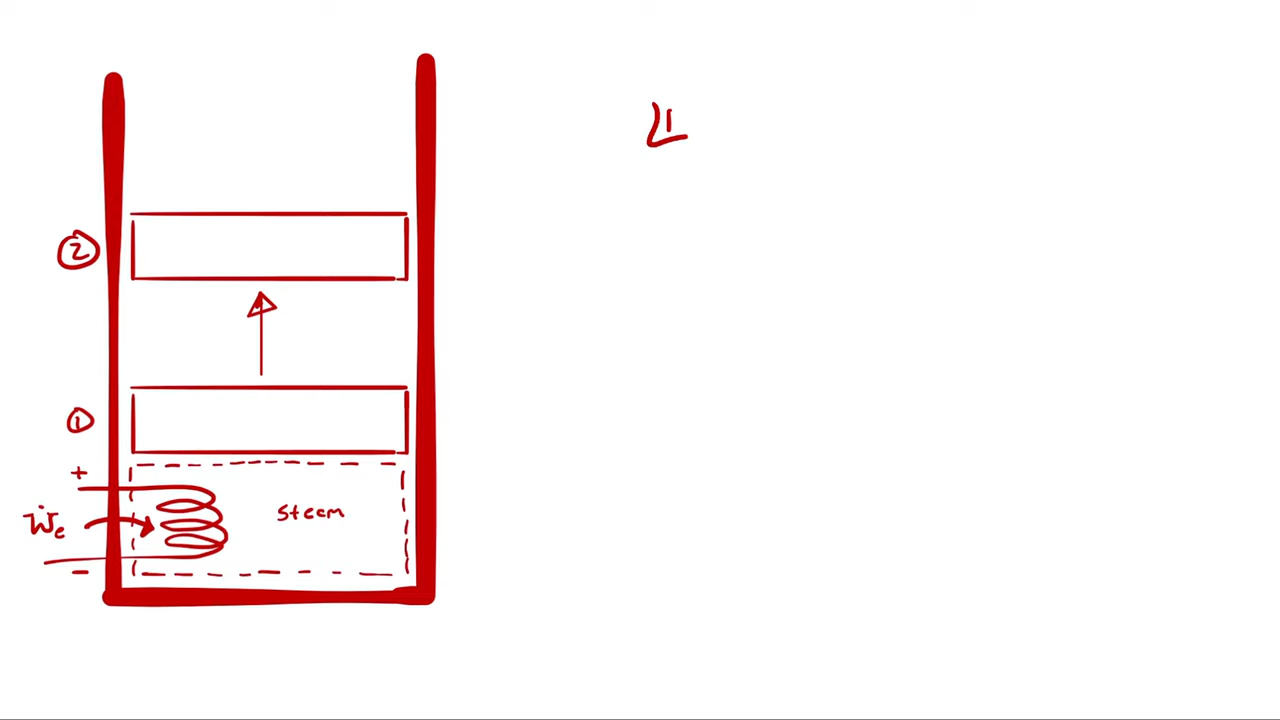 ②
①
+
Ẇe
steam
−